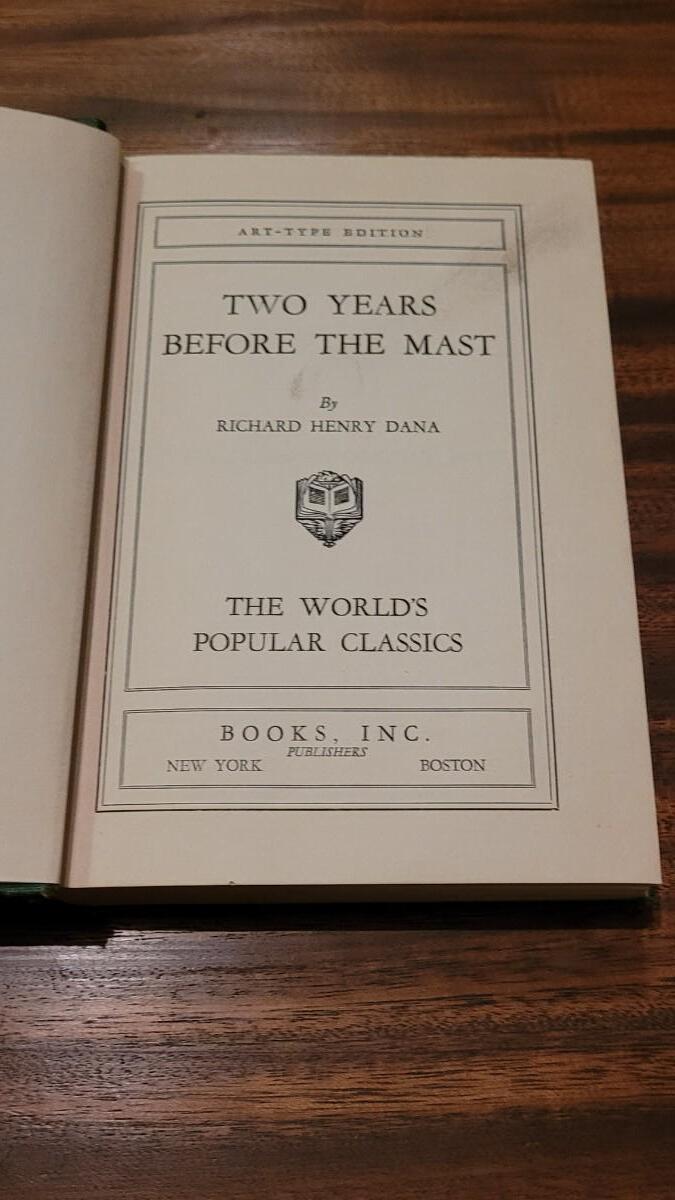 ART-TYPE EDITION
TWO YEARS
BEFORE THE MAST
By
RICHARD HENRY DANA
THE WORLD'S
POPULAR CLASSICS
BOOKS, INC.
PUBLISHERS
NEW YORK BOSTON